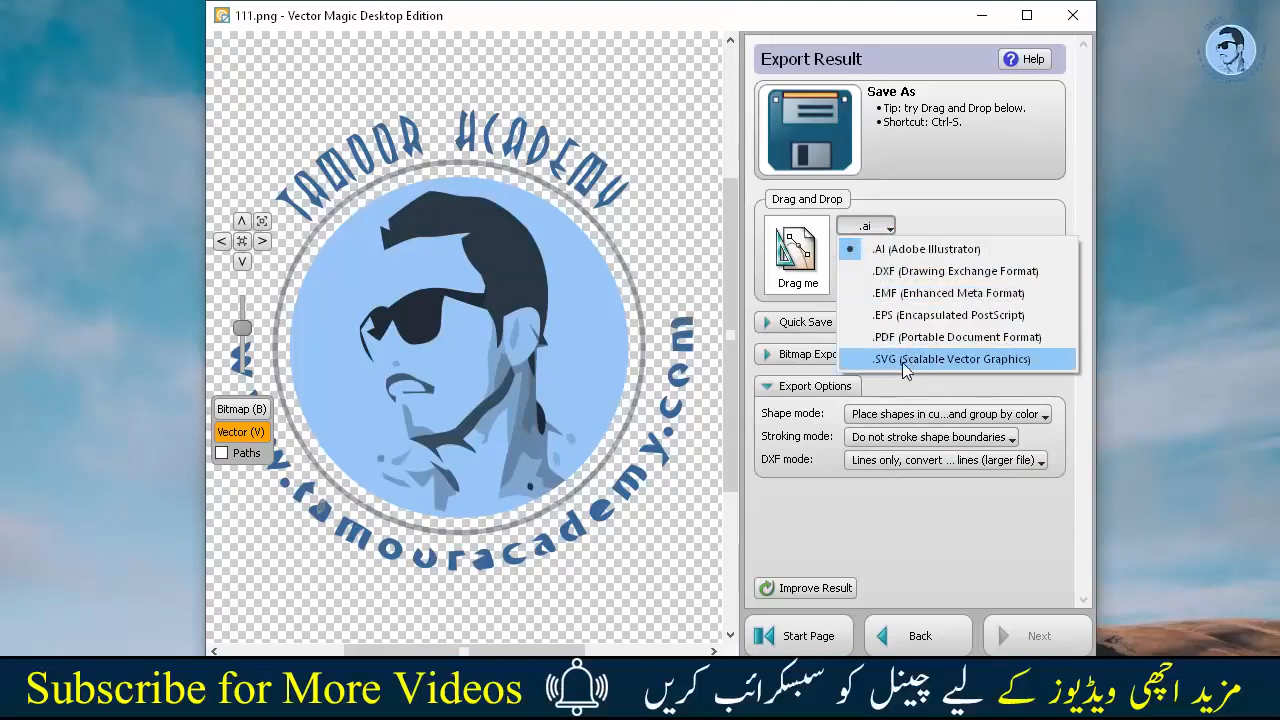 111.png - Vector Magic Desktop Edition
TAMOOR ACADEMY
y.tamouracademy.com
Bitmap (B)
Vector (V)
Paths
Export Result
Help
Save As
• Tip: try Drag and Drop below.
• Shortcut: Ctrl-S.
Drag and Drop
.ai
Drag me
.AI (Adobe Illustrator)
.DXF (Drawing Exchange Format)
.EMF (Enhanced Meta Format)
.EPS (Encapsulated PostScript)
.PDF (Portable Document Format)
.SVG (Scalable Vector Graphics)
Quick Save
Bitmap Expo
Export Options
Shape mode: Place shapes in cu...and group by color
Stroking mode: Do not stroke shape boundaries
DXF mode: Lines only, convert ... lines (larger file)
Improve Result
Start Page
Back
Next
Subscribe for More Videos
مزید اچھی ویڈیوز کے لیے چینل کو سبسکرائب کریں